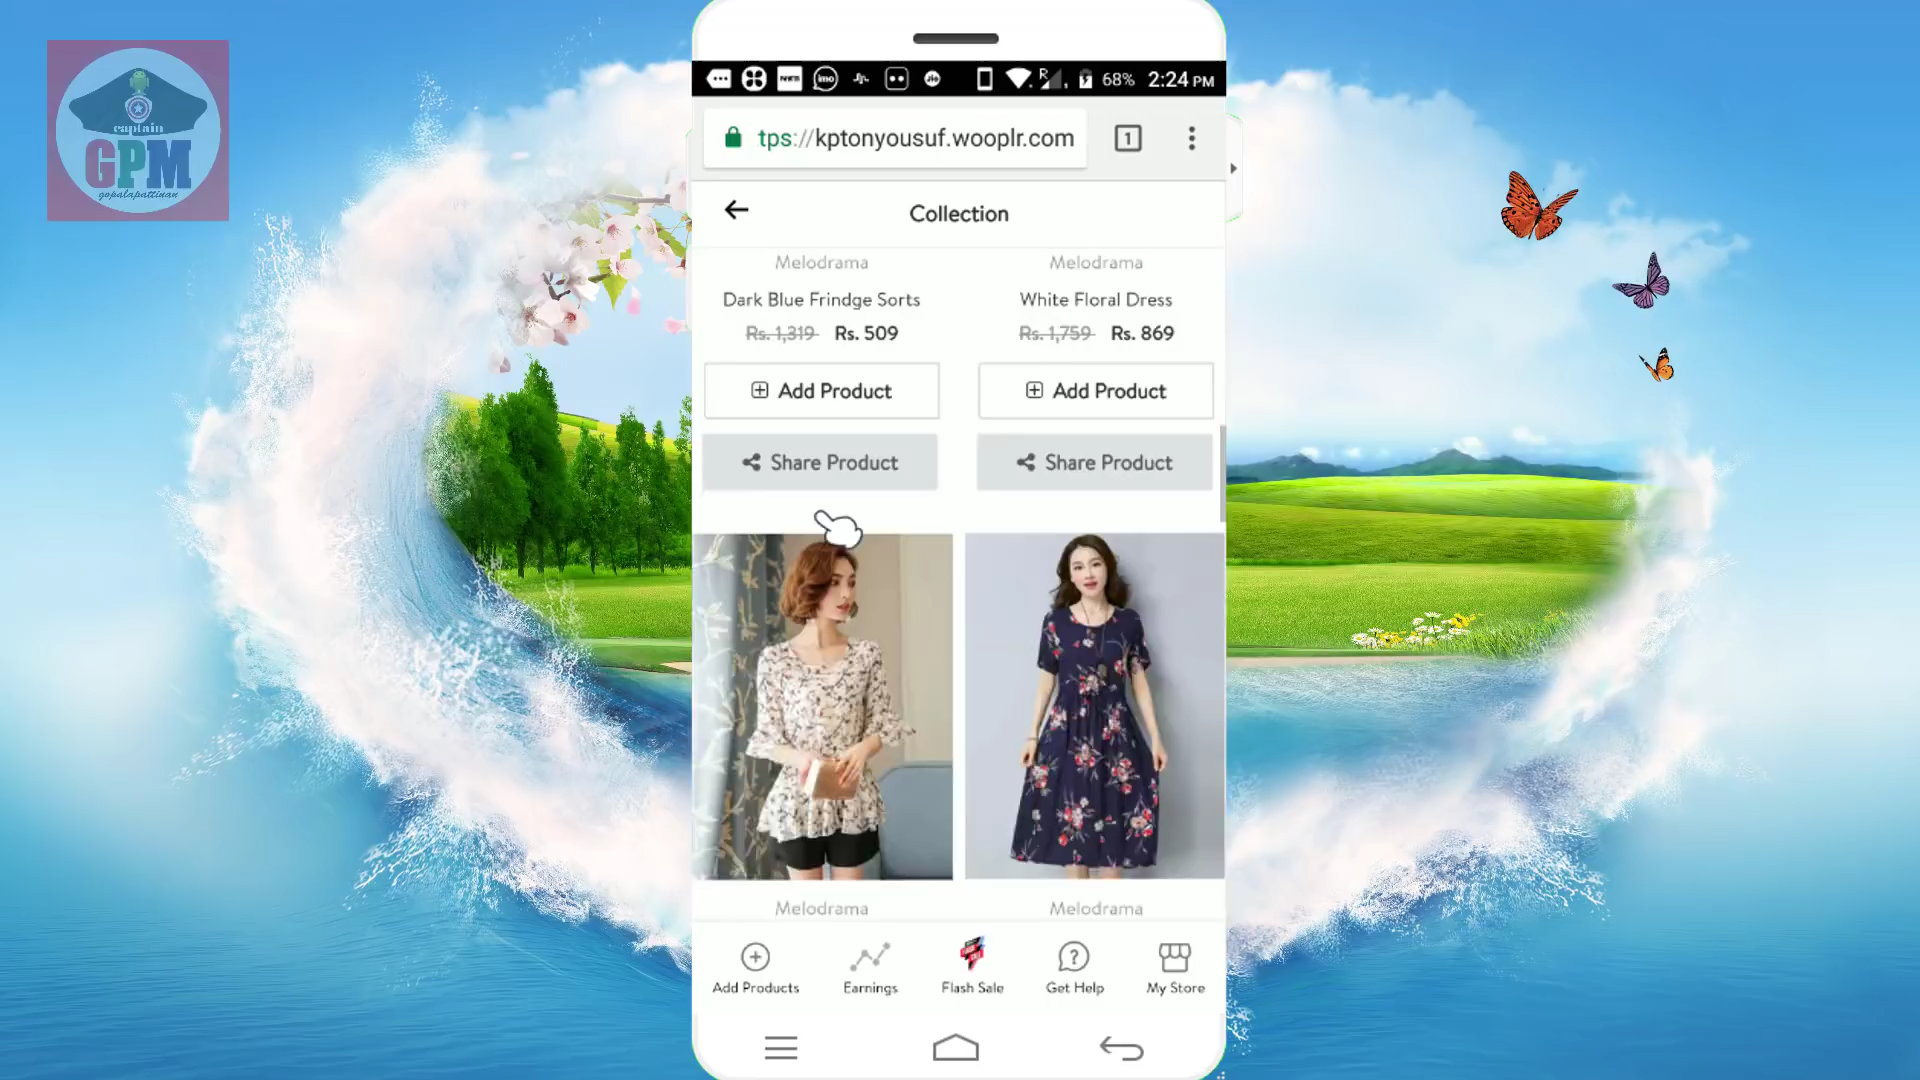 captain
GPM
gopalapattinam
68% 2:24 PM
tps://kptonyousuf.wooplr.com
1
Collection
Melodrama
Melodrama
Dark Blue Frindge Sorts
White Floral Dress
Rs. 1,319 Rs. 509
Rs. 1,759 Rs. 869
Add Product
Add Product
Share Product
Share Product
Melodrama
Melodrama
Add Products
Earnings
Flash Sale
Get Help
My Store